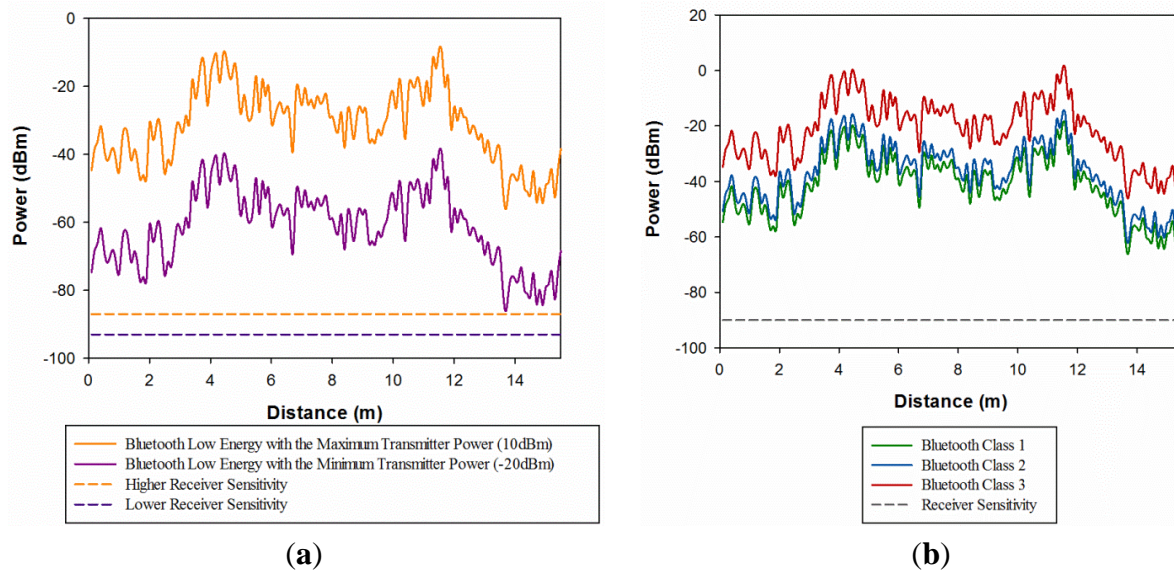 0
-20
-40
-60
-80
-100
Power (dBm)
0 2 4 6 8 10 12 14
Distance (m)
Bluetooth Low Energy with the Maximum Transmitter Power (10dBm)
Bluetooth Low Energy with the Minimum Transmitter Power (-20dBm)
Higher Receiver Sensitivity
Lower Receiver Sensitivity
(a)
20
0
-20
-40
-60
-80
-100
Power (dBm)
0 2 4 6 8 10 12 14
Distance (m)
Bluetooth Class 1
Bluetooth Class 2
Bluetooth Class 3
Receiver Sensitivity
(b)